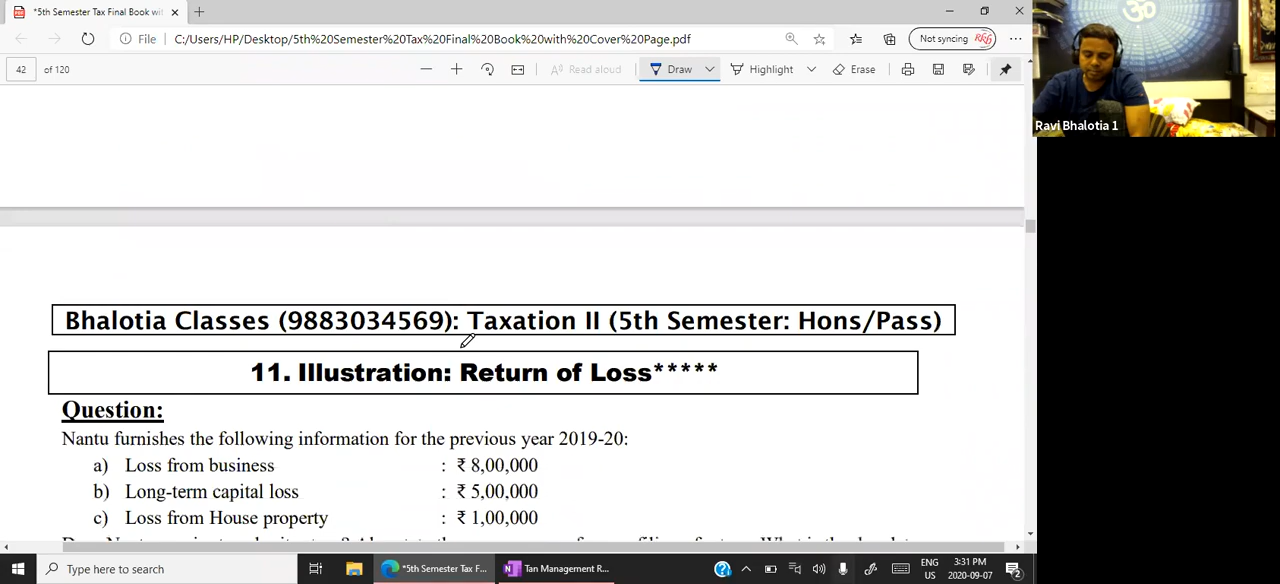 *5th Semester Tax Final Book wit
File C:/Users/HP/Desktop/5th%20Semester%20Tax%20Final%20Book%20with%20Cover%20Page.pdf Not syncing
42 of 120 Read aloud Draw Highlight Erase
Ravi Bhalotia 1
Bhalotia Classes (9883034569): Taxation II (5th Semester: Hons/Pass)
11. Illustration: Return of Loss*****
Question:
Nantu furnishes the following information for the previous year 2019-20:
a) Loss from business : ₹ 8,00,000
b) Long-term capital loss : ₹ 5,00,000
c) Loss from House property : ₹ 1,00,000
Type here to search *5th Semester Tax F... Tan Management R... ENG US 3:31 PM 2020-09-07 2